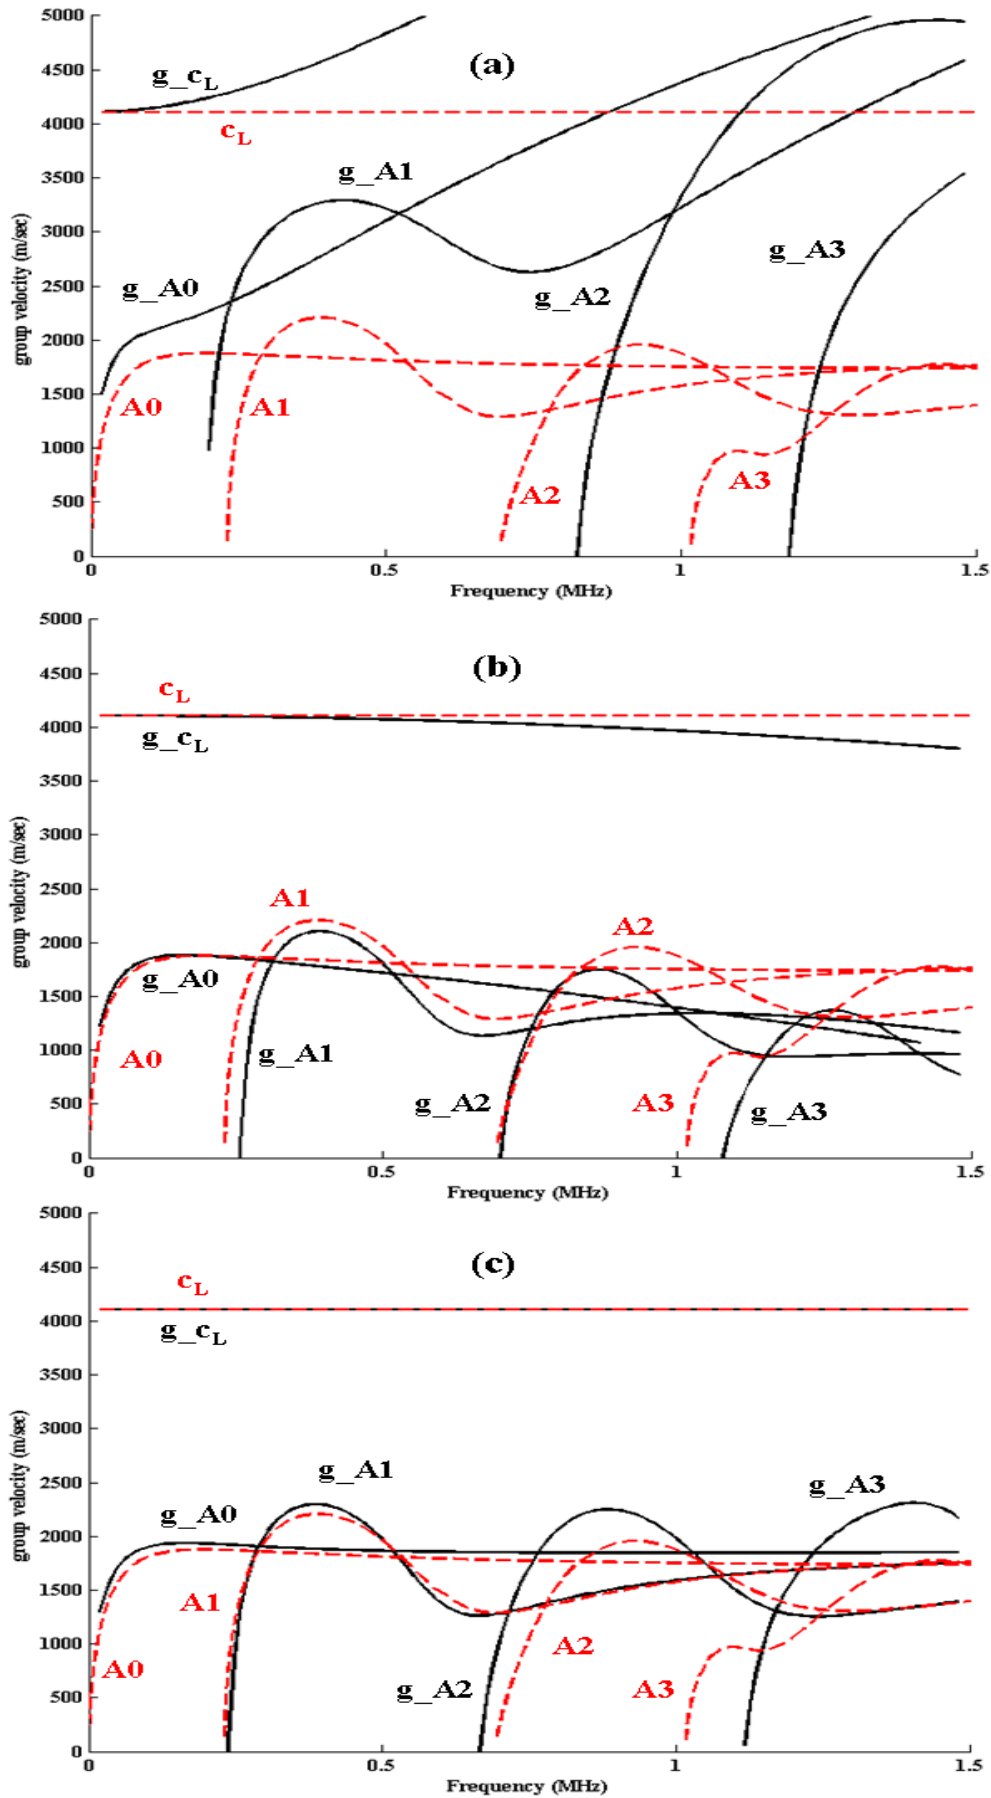 5000
4500
4000
3500
3000
2500
2000
1500
1000
500
0
group velocity (m/sec)
(a)
g_cL
cL
g_A1
g_A0
g_A3
g_A2
A0
A1
A2
A3
0
0.5
1
1.5
Frequency (MHz)
5000
4500
4000
3500
3000
2500
2000
1500
1000
500
0
group velocity (m/sec)
(b)
cL
g_cL
A1
A2
g_A0
A0
g_A1
g_A2
A3
g_A3
0
0.5
1
1.5
Frequency (MHz)
5000
4500
4000
3500
3000
2500
2000
1500
1000
500
0
group velocity (m/sec)
(c)
cL
g_cL
g_A1
g_A3
g_A0
A1
A2
A0
g_A2
A3
0
0.5
1
1.5
Frequency (MHz)